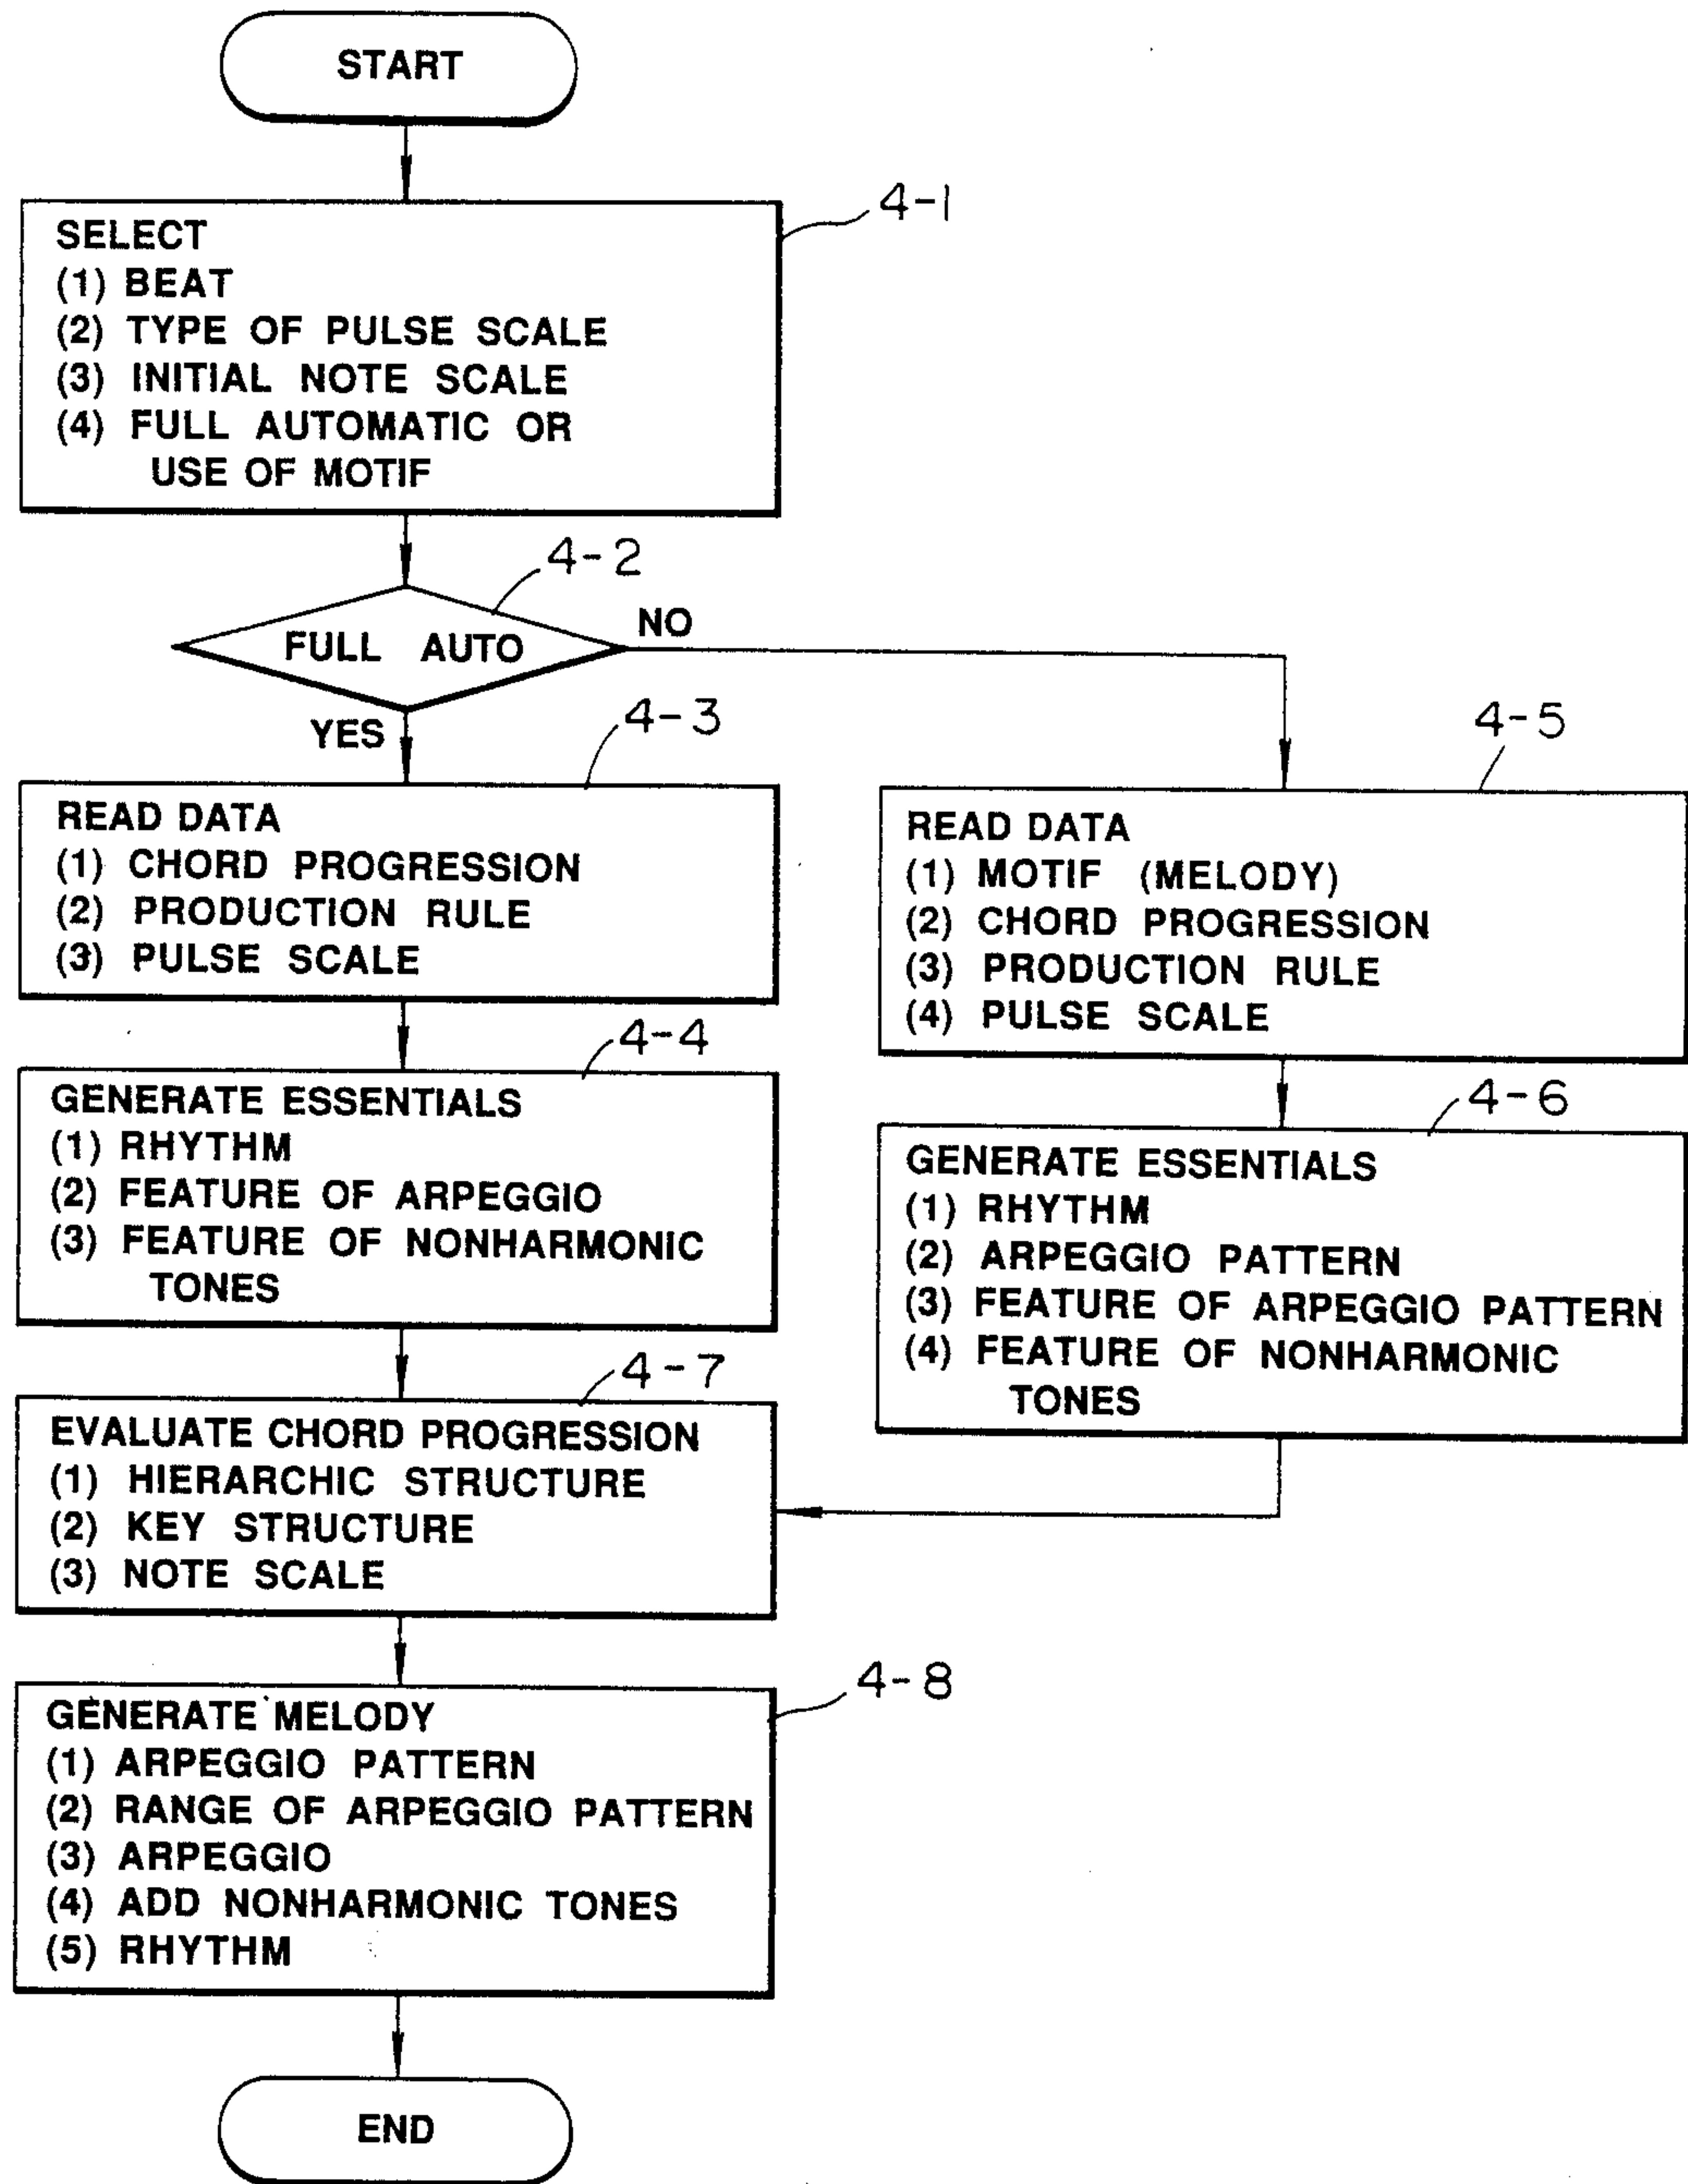 START
4-1
SELECT
(1) BEAT
(2) TYPE OF PULSE SCALE
(3) INITIAL NOTE SCALE
(4) FULL AUTOMATIC OR
USE OF MOTIF
4-2
FULL AUTO
NO
YES
4-3
READ DATA
(1) CHORD PROGRESSION
(2) PRODUCTION RULE
(3) PULSE SCALE
4-4
GENERATE ESSENTIALS
(1) RHYTHM
(2) FEATURE OF ARPEGGIO
(3) FEATURE OF NONHARMONIC
TONES
4-5
READ DATA
(1) MOTIF (MELODY)
(2) CHORD PROGRESSION
(3) PRODUCTION RULE
(4) PULSE SCALE
4-6
GENERATE ESSENTIALS
(1) RHYTHM
(2) ARPEGGIO PATTERN
(3) FEATURE OF ARPEGGIO PATTERN
(4) FEATURE OF NONHARMONIC
TONES
4-7
EVALUATE CHORD PROGRESSION
(1) HIERARCHIC STRUCTURE
(2) KEY STRUCTURE
(3) NOTE SCALE
4-8
GENERATE MELODY
(1) ARPEGGIO PATTERN
(2) RANGE OF ARPEGGIO PATTERN
(3) ARPEGGIO
(4) ADD NONHARMONIC TONES
(5) RHYTHM
END